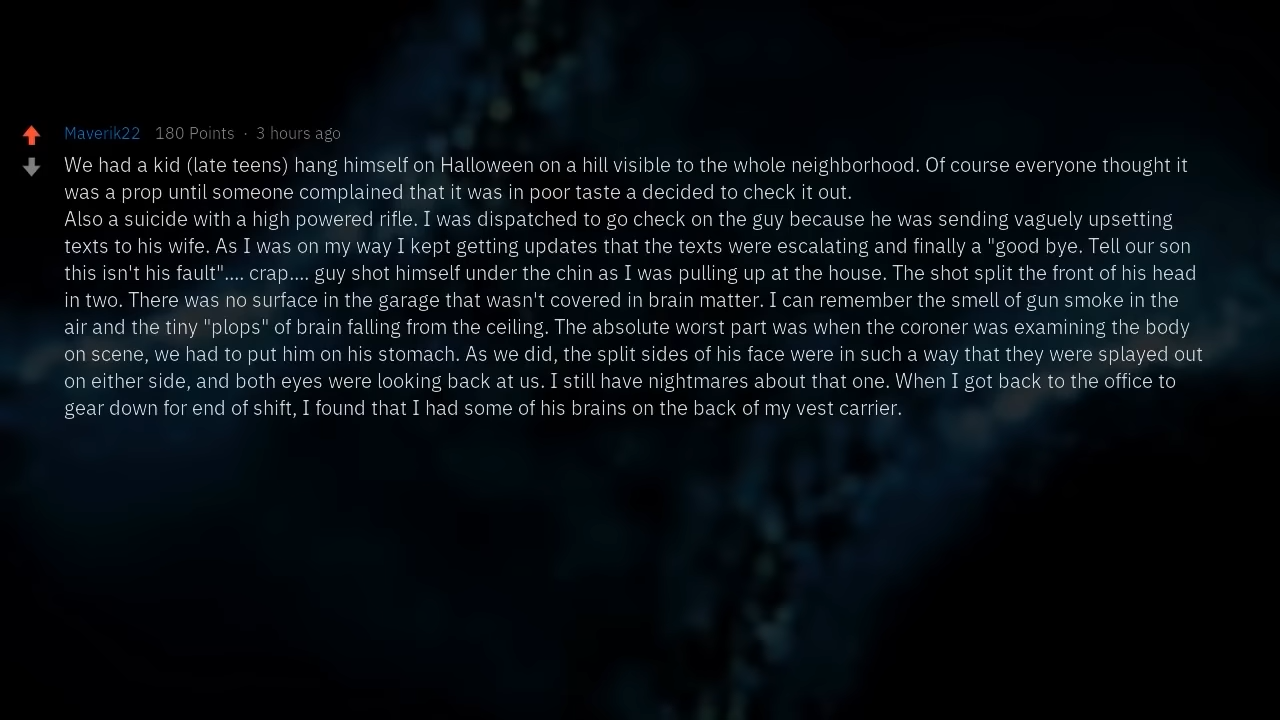 Maverik22 180 Points · 3 hours ago
We had a kid (late teens) hang himself on Halloween on a hill visible to the whole neighborhood. Of course everyone thought it
was a prop until someone complained that it was in poor taste a decided to check it out.
Also a suicide with a high powered rifle. I was dispatched to go check on the guy because he was sending vaguely upsetting
texts to his wife. As I was on my way I kept getting updates that the texts were escalating and finally a "good bye. Tell our son
this isn't his fault".... crap.... guy shot himself under the chin as I was pulling up at the house. The shot split the front of his head
in two. There was no surface in the garage that wasn't covered in brain matter. I can remember the smell of gun smoke in the
air and the tiny "plops" of brain falling from the ceiling. The absolute worst part was when the coroner was examining the body
on scene, we had to put him on his stomach. As we did, the split sides of his face were in such a way that they were splayed out
on either side, and both eyes were looking back at us. I still have nightmares about that one. When I got back to the office to
gear down for end of shift, I found that I had some of his brains on the back of my vest carrier.